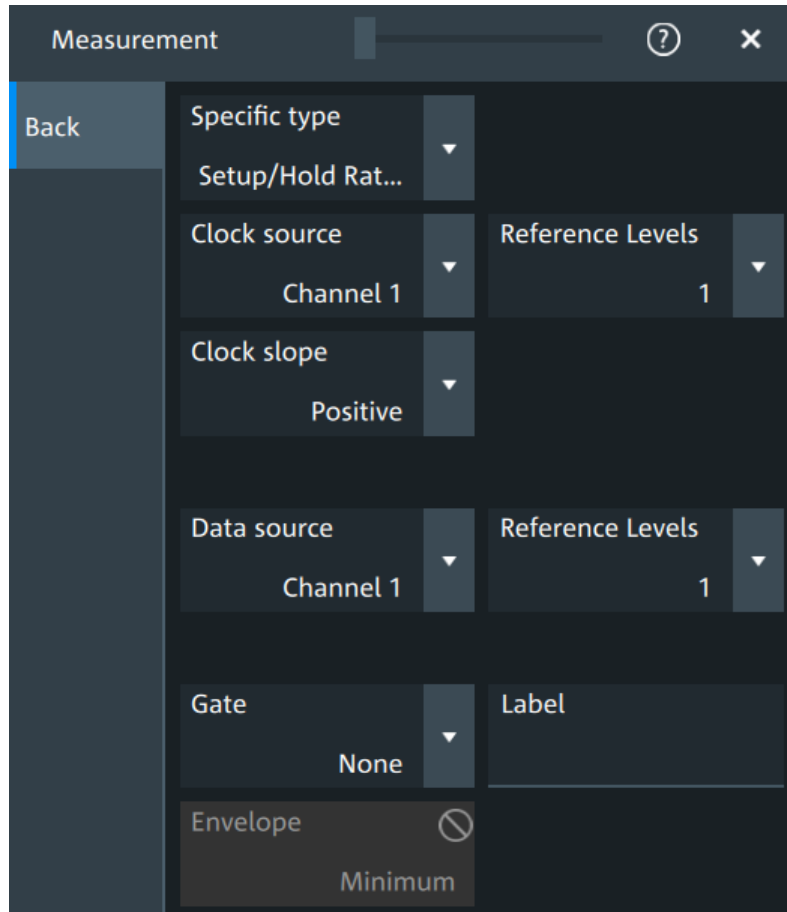 Measurement
Back
Specific type
Setup/Hold Rat...
Clock source
Channel 1
Reference Levels
1
Clock slope
Positive
Data source
Channel 1
Reference Levels
1
Gate
None
Label
Envelope
Minimum